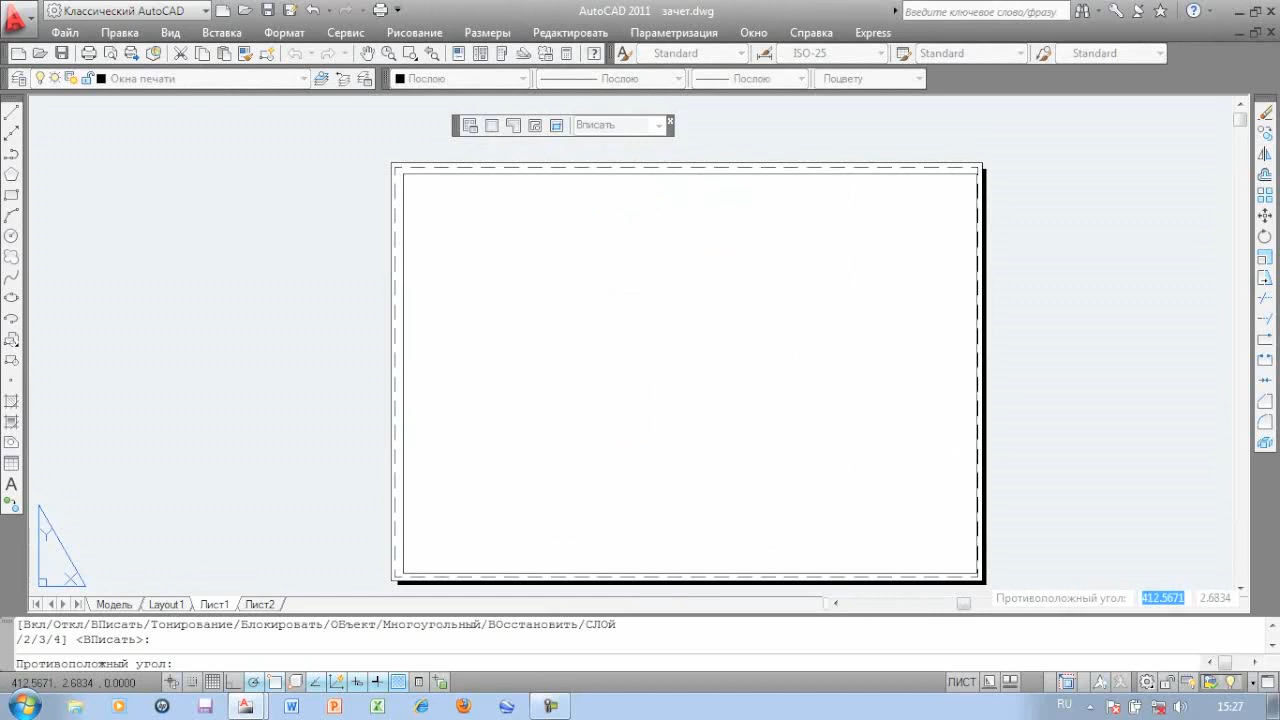 Классический AutoCAD
AutoCAD 2011 зачет.dwg
Введите ключевое слово/фразу
Файл Правка Вид Вставка Формат Сервис Рисование Размеры Редактировать Параметризация Окно Справка Express
Standard ISO-25 Standard Standard
Окна печати Послою Послою Послою Поцвету
Вписать
Y
X
Модель Layout1 Лист1 Лист2
Противоположный угол: 412.5671 2.6834
[Вкл/Откл/ВПисать/Тонирование/Блокировать/ОБъект/Многоугольный/ВОсстановить/СЛОй
/2/3/4] <ВПисать>:
Противоположный угол:
412.5671, 2.6834 , 0.0000 ЛИСТ
RU 15:27